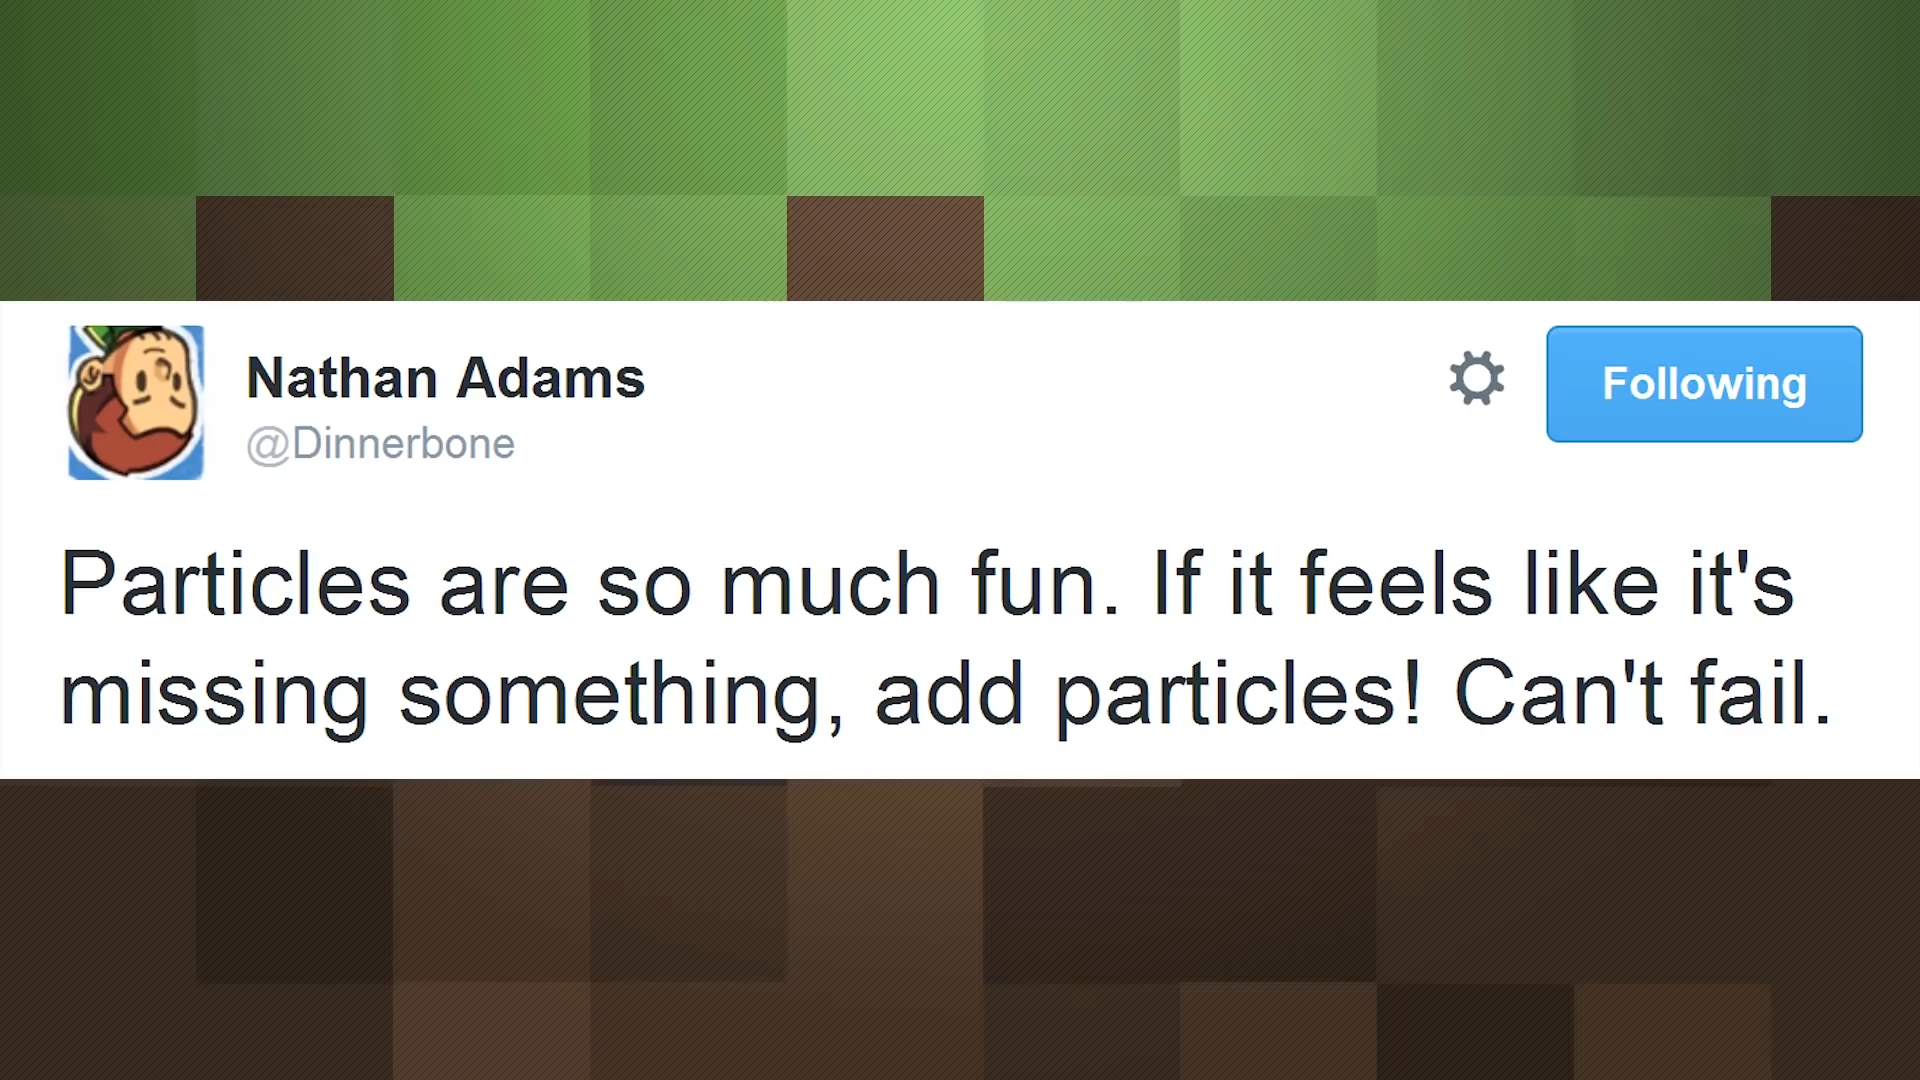 Nathan Adams
@Dinnerbone
Following
Particles are so much fun. If it feels like it's
missing something, add particles! Can't fail.